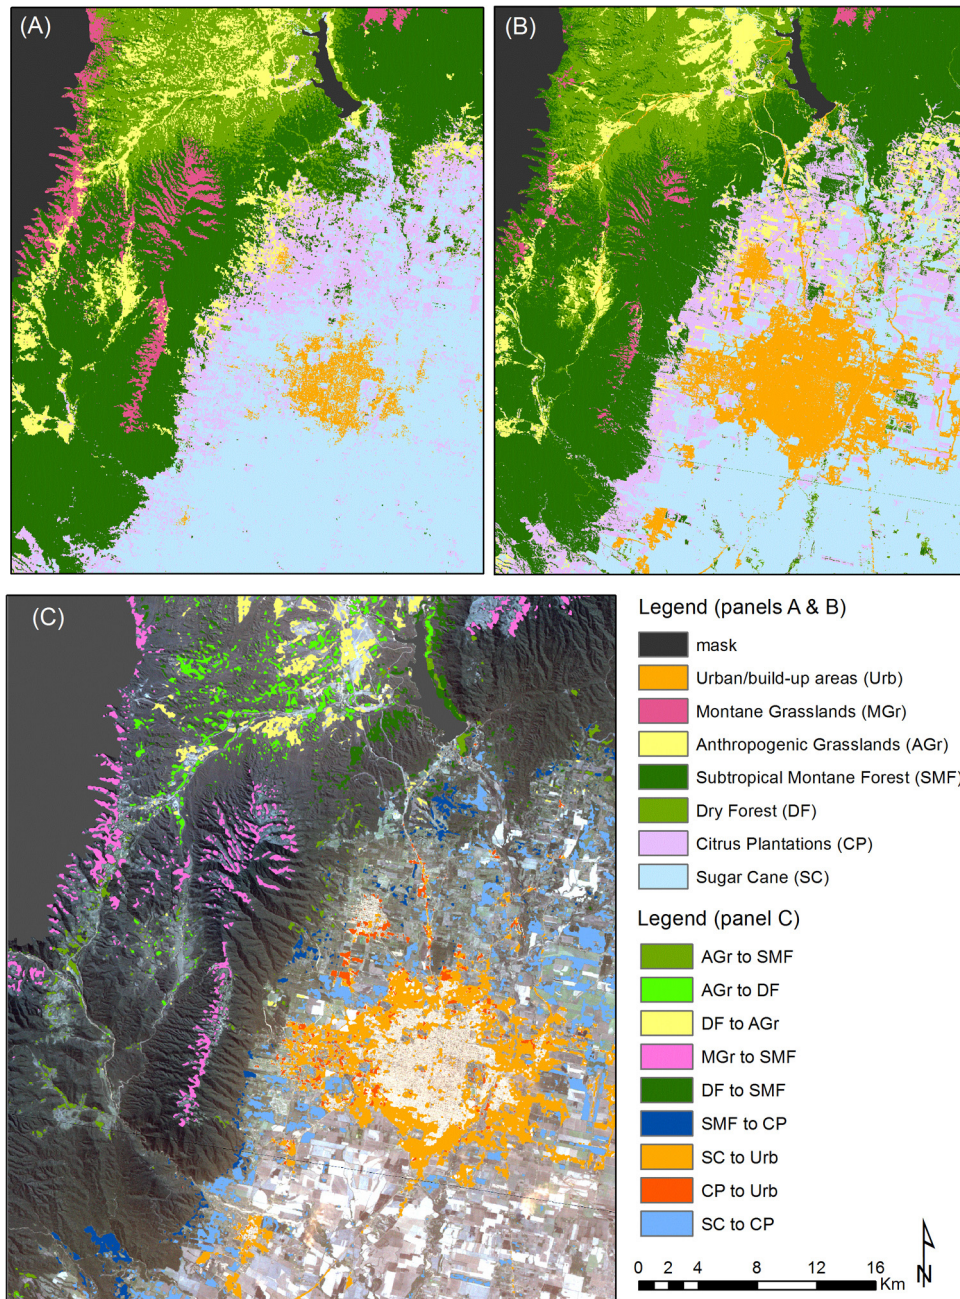 (A)
(B)
(C)
Legend (panels A & B)
mask
Urban/build-up areas (Urb)
Montane Grasslands (MGr)
Anthropogenic Grasslands (AGr)
Subtropical Montane Forest (SMF)
Dry Forest (DF)
Citrus Plantations (CP)
Sugar Cane (SC)
Legend (panel C)
AGr to SMF
AGr to DF
DF to AGr
MGr to SMF
DF to SMF
SMF to CP
SC to Urb
CP to Urb
SC to CP
N
0 2 4 8 12 16
Km